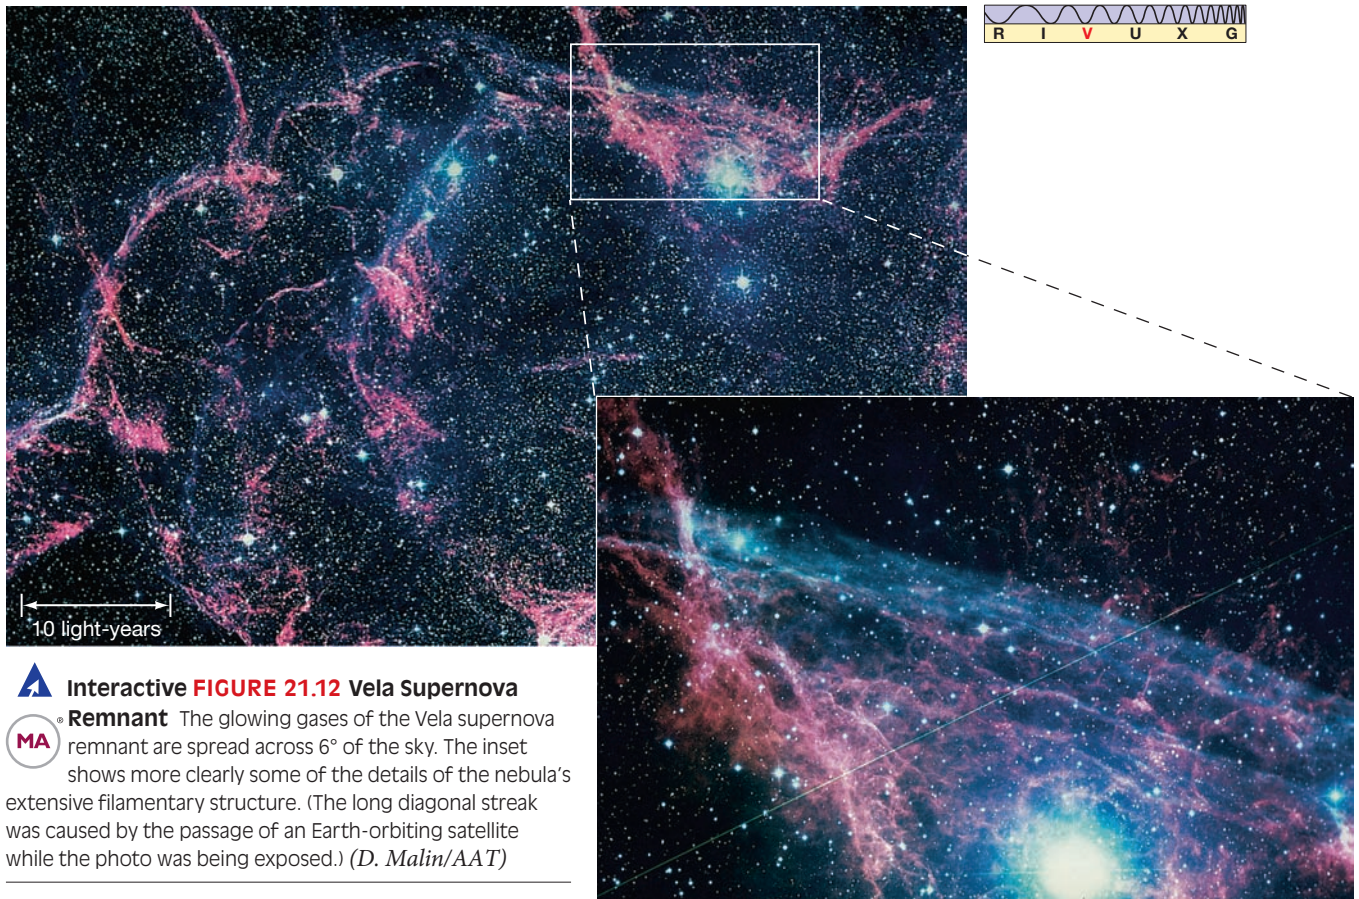 R I V U X G
10 light-years
Interactive FIGURE 21.12 Vela Supernova
MA ® Remnant The glowing gases of the Vela supernova
remnant are spread across 6° of the sky. The inset
shows more clearly some of the details of the nebula's
extensive filamentary structure. (The long diagonal streak
was caused by the passage of an Earth-orbiting satellite
while the photo was being exposed.) (D. Malin/AAT)